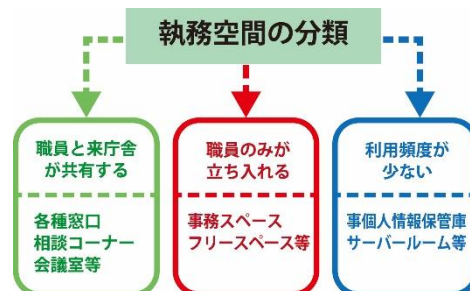 執務空間の分類
職員と来庁舎
が共有する
各種窓口
相談コーナー
会議室等
職員のみが
立ち入れる
事務スペース
フリースペース等
利用頻度が
少ない
事個人情報保管庫
サーバールーム等